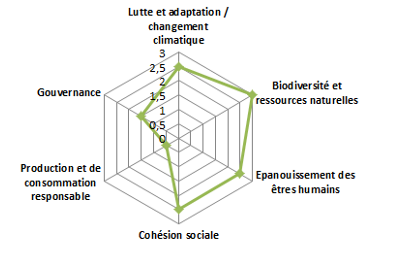 Lutte et adaptation /
changement
climatique
3
2,5
2
1,5
1
0,5
0
Biodiversité et
ressources naturelles
Epanouissement des
êtres humains
Cohésion sociale
Production et de
consommation
responsable
Gouvernance